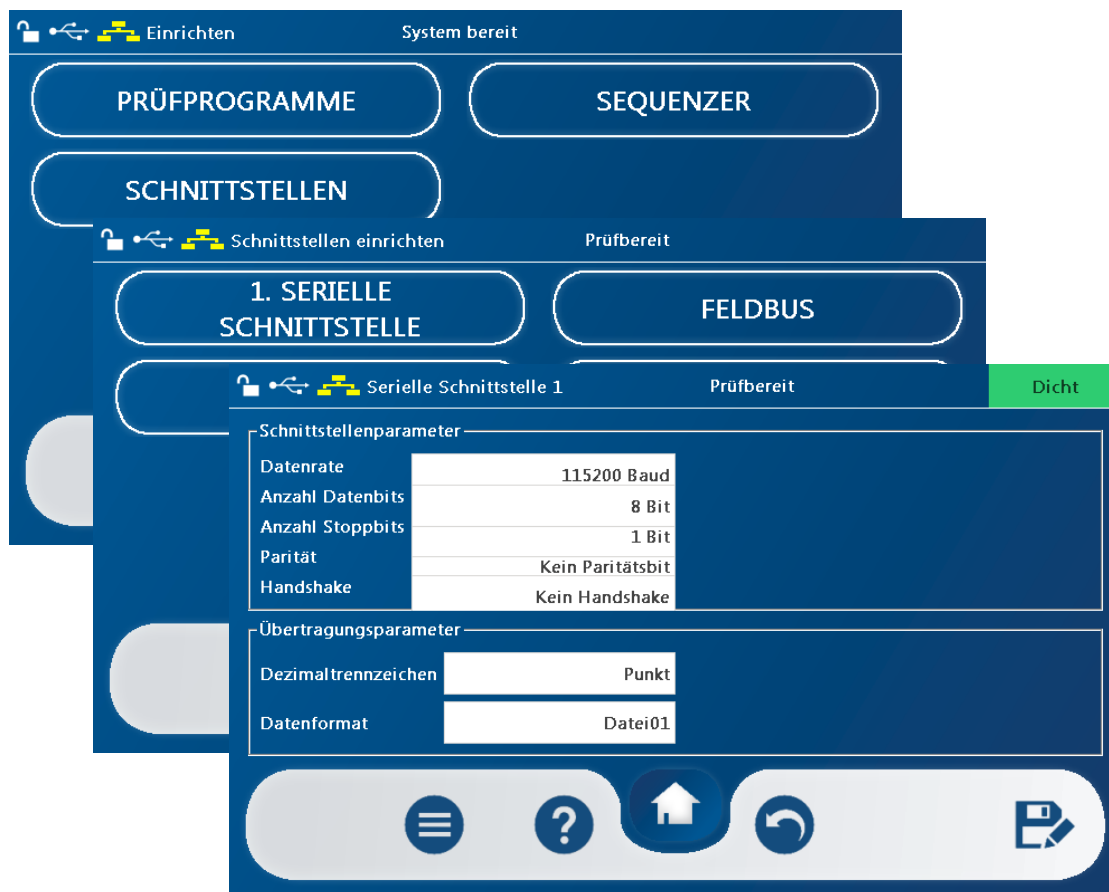 Einrichten
System bereit
PRÜFPROGRAMME
SEQUENZER
SCHNITTSTELLEN
Schnittstellen einrichten
Prüfbereit
1. SERIELLE
SCHNITTSTELLE
FELDBUS
Serielle Schnittstelle 1
Prüfbereit
Dicht
Schnittstellenparameter
Datenrate
115200 Baud
Anzahl Datenbits
8 Bit
Anzahl Stoppbits
1 Bit
Parität
Kein Paritätsbit
Handshake
Kein Handshake
Übertragungsparameter
Dezimaltrennzeichen
Punkt
Datenformat
Datei01
?